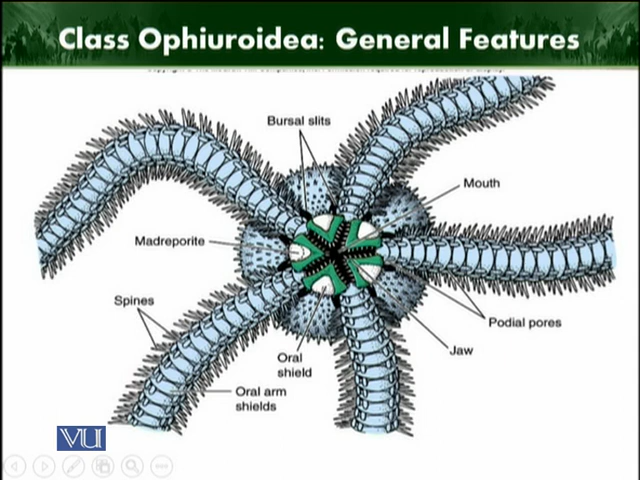 Class Ophiuroidea: General Features
Bursal slits
Mouth
Madreporite
Spines
Podial pores
Jaw
Oral
shield
Oral arm
shields
VU